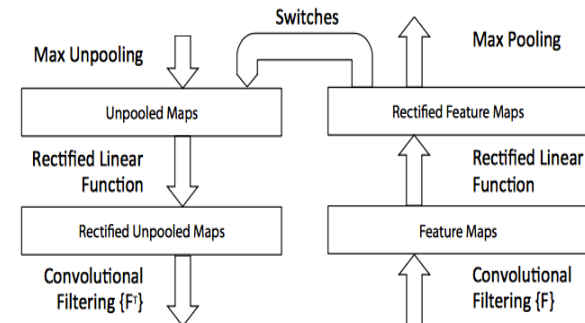 Switches
Max Unpooling
Max Pooling
Unpooled Maps
Rectified Feature Maps
Rectified Linear
Function
Rectified Linear
Function
Rectified Unpooled Maps
Feature Maps
Convolutional
Filtering {Fᵀ}
Convolutional
Filtering {F}